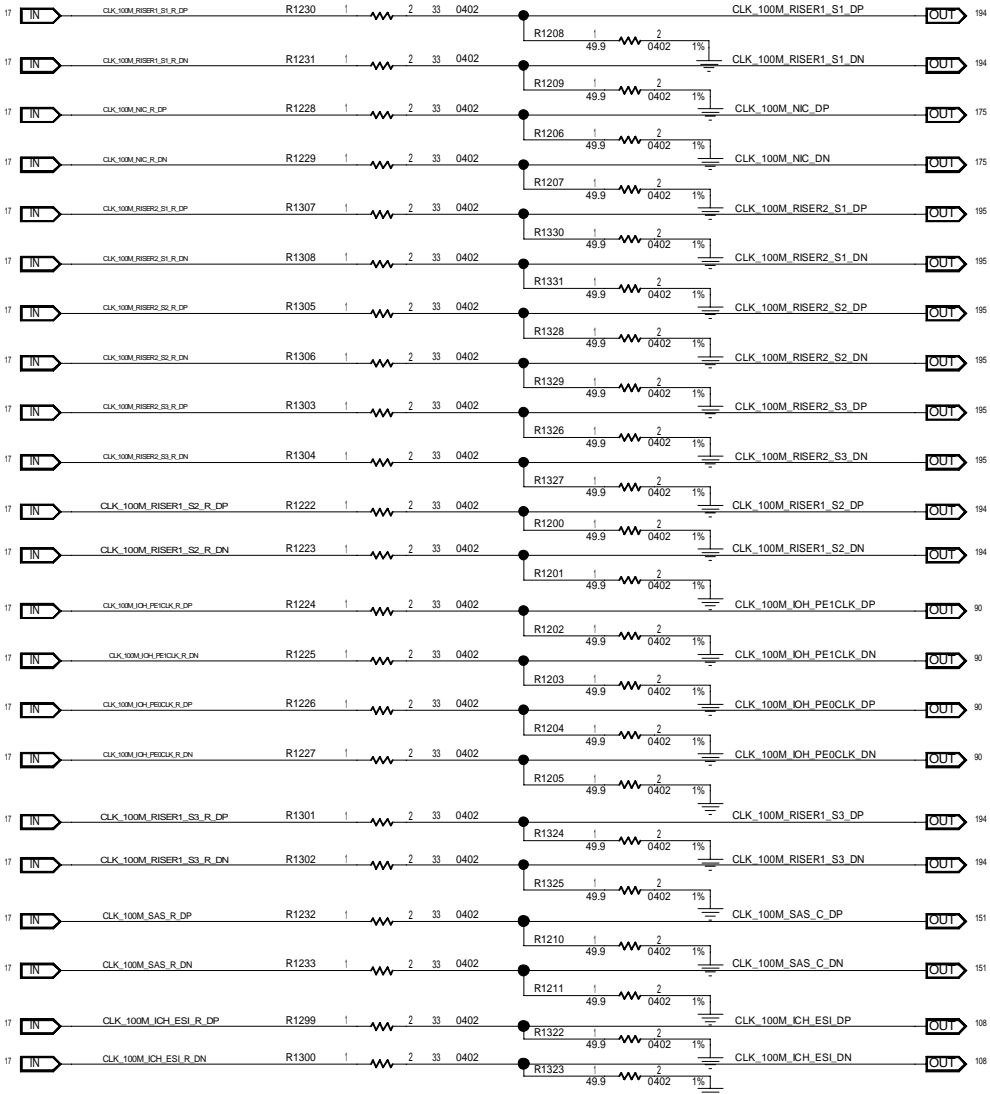 17 IN CLK_100M_RISER1_S1_R_DP R1230 1 2 33 0402 CLK_100M_RISER1_S1_DP OUT 194
R1208 1 49.9 2 0402 1%
17 IN CLK_100M_RISER1_S1_R_DN R1231 1 2 33 0402 CLK_100M_RISER1_S1_DN OUT 194
R1209 1 49.9 2 0402 1%
17 IN CLK_100M_NIC_R_DP R1228 1 2 33 0402 CLK_100M_NIC_DP OUT 175
R1206 1 49.9 2 0402 1%
17 IN CLK_100M_NIC_R_DN R1229 1 2 33 0402 CLK_100M_NIC_DN OUT 175
R1207 1 49.9 2 0402 1%
17 IN CLK_100M_RISER2_S1_R_DP R1307 1 2 33 0402 CLK_100M_RISER2_S1_DP OUT 195
R1330 1 49.9 2 0402 1%
17 IN CLK_100M_RISER2_S1_R_DN R1308 1 2 33 0402 CLK_100M_RISER2_S1_DN OUT 195
R1331 1 49.9 2 0402 1%
17 IN CLK_100M_RISER2_S2_R_DP R1305 1 2 33 0402 CLK_100M_RISER2_S2_DP OUT 195
R1328 1 49.9 2 0402 1%
17 IN CLK_100M_RISER2_S2_R_DN R1306 1 2 33 0402 CLK_100M_RISER2_S2_DN OUT 195
R1329 1 49.9 2 0402 1%
17 IN CLK_100M_RISER2_S3_R_DP R1303 1 2 33 0402 CLK_100M_RISER2_S3_DP OUT 195
R1326 1 49.9 2 0402 1%
17 IN CLK_100M_RISER2_S3_R_DN R1304 1 2 33 0402 CLK_100M_RISER2_S3_DN OUT 195
R1327 1 49.9 2 0402 1%
17 IN CLK_100M_RISER1_S2_R_DP R1222 1 2 33 0402 CLK_100M_RISER1_S2_DP OUT 194
R1200 1 49.9 2 0402 1%
17 IN CLK_100M_RISER1_S2_R_DN R1223 1 2 33 0402 CLK_100M_RISER1_S2_DN OUT 194
R1201 1 49.9 2 0402 1%
17 IN CLK_100M_IOH_PE1CLK_R_DP R1224 1 2 33 0402 CLK_100M_IOH_PE1CLK_DP OUT 90
R1202 1 49.9 2 0402 1%
17 IN CLK_100M_IOH_PE1CLK_R_DN R1225 1 2 33 0402 CLK_100M_IOH_PE1CLK_DN OUT 90
R1203 1 49.9 2 0402 1%
17 IN CLK_100M_IOH_PE0CLK_R_DP R1226 1 2 33 0402 CLK_100M_IOH_PE0CLK_DP OUT 90
R1204 1 49.9 2 0402 1%
17 IN CLK_100M_IOH_PE0CLK_R_DN R1227 1 2 33 0402 CLK_100M_IOH_PE0CLK_DN OUT 90
R1205 1 49.9 2 0402 1%
17 IN CLK_100M_RISER1_S3_R_DP R1301 1 2 33 0402 CLK_100M_RISER1_S3_DP OUT 194
R1324 1 49.9 2 0402 1%
17 IN CLK_100M_RISER1_S3_R_DN R1302 1 2 33 0402 CLK_100M_RISER1_S3_DN OUT 194
R1325 1 49.9 2 0402 1%
17 IN CLK_100M_SAS_R_DP R1232 1 2 33 0402 CLK_100M_SAS_C_DP OUT 151
R1210 1 49.9 2 0402 1%
17 IN CLK_100M_SAS_R_DN R1233 1 2 33 0402 CLK_100M_SAS_C_DN OUT 151
R1211 1 49.9 2 0402 1%
17 IN CLK_100M_ICH_ESI_R_DP R1299 1 2 33 0402 CLK_100M_ICH_ESI_DP OUT 108
R1322 1 49.9 2 0402 1%
17 IN CLK_100M_ICH_ESI_R_DN R1300 1 2 33 0402 CLK_100M_ICH_ESI_DN OUT 108
R1323 1 49.9 2 0402 1%